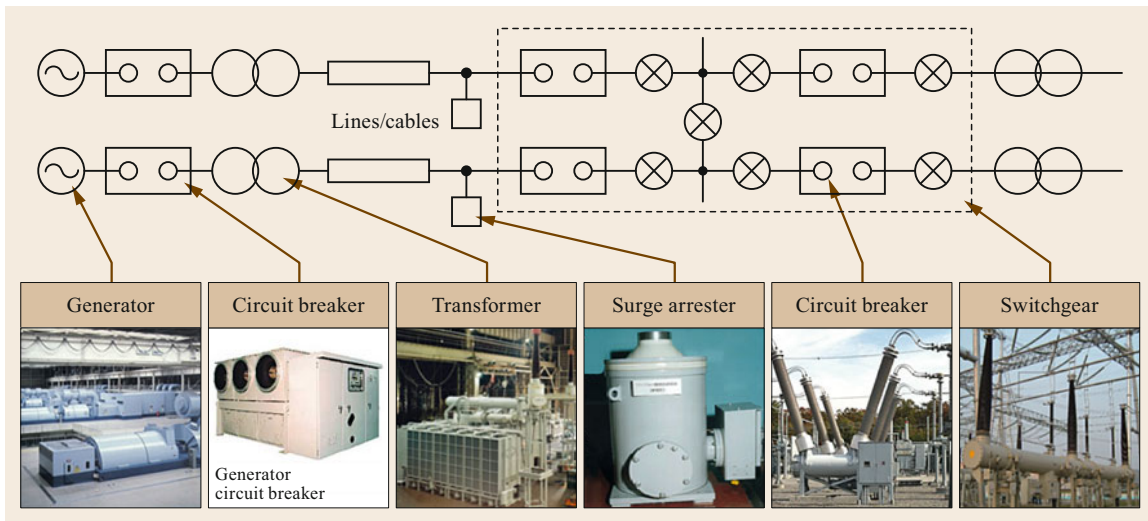 Lines/cables
Generator
Circuit breaker
Transformer
Surge arrester
Circuit breaker
Switchgear
Generator
circuit breaker